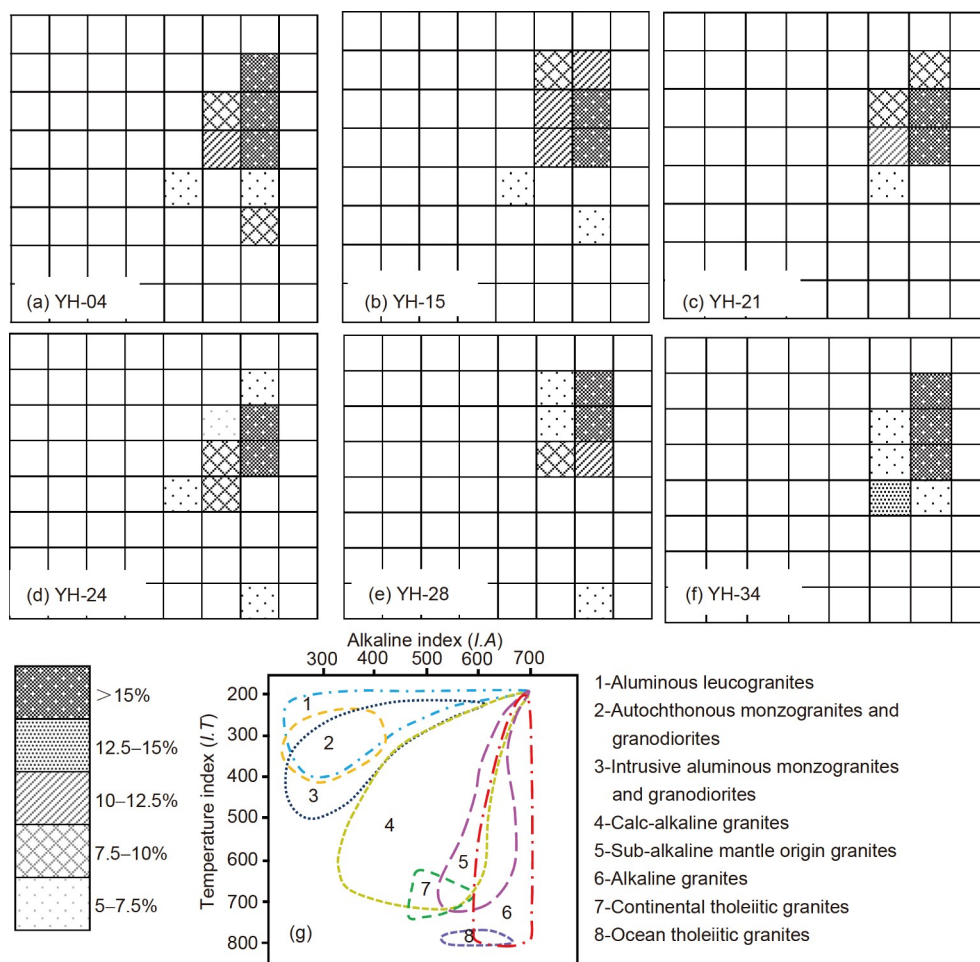 (a) YH-04
(b) YH-15
(c) YH-21
(d) YH-24
(e) YH-28
(f) YH-34
>15%
12.5–15%
10–12.5%
7.5–10%
5–7.5%
Alkaline index (I.A)
300 400 500 600 700
Temperature index (I.T)
200
300
400
500
600
700
800
1
2
3
4
5
6
7
8
(g)
1-Aluminous leucogranites
2-Autochthonous monzogranites and
granodiorites
3-Intrusive aluminous monzogranites
and granodiorites
4-Calc-alkaline granites
5-Sub-alkaline mantle origin granites
6-Alkaline granites
7-Continental tholeiitic granites
8-Ocean tholeiitic granites